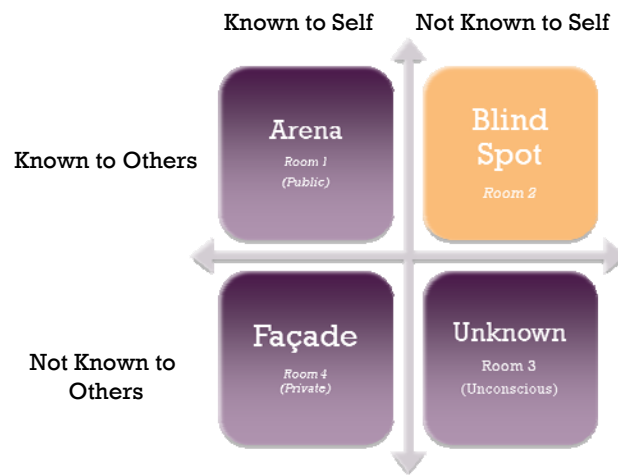 Known to Self
Not Known to Self
Known to Others
Arena
Room 1
(Public)
Blind
Spot
Room 2
Not Known to
Others
Façade
Room 4
(Private)
Unknown
Room 3
(Unconscious)